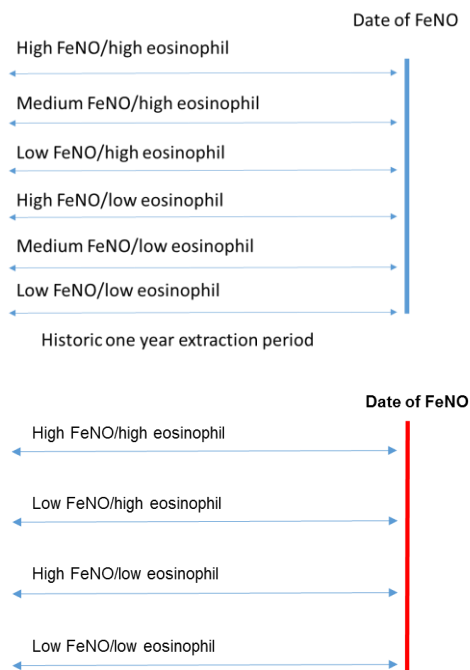 Date of FeNO
High FeNO/high eosinophil
Medium FeNO/high eosinophil
Low FeNO/high eosinophil
High FeNO/low eosinophil
Medium FeNO/low eosinophil
Low FeNO/low eosinophil
Historic one year extraction period
Date of FeNO
High FeNO/high eosinophil
Low FeNO/high eosinophil
High FeNO/low eosinophil
Low FeNO/low eosinophil